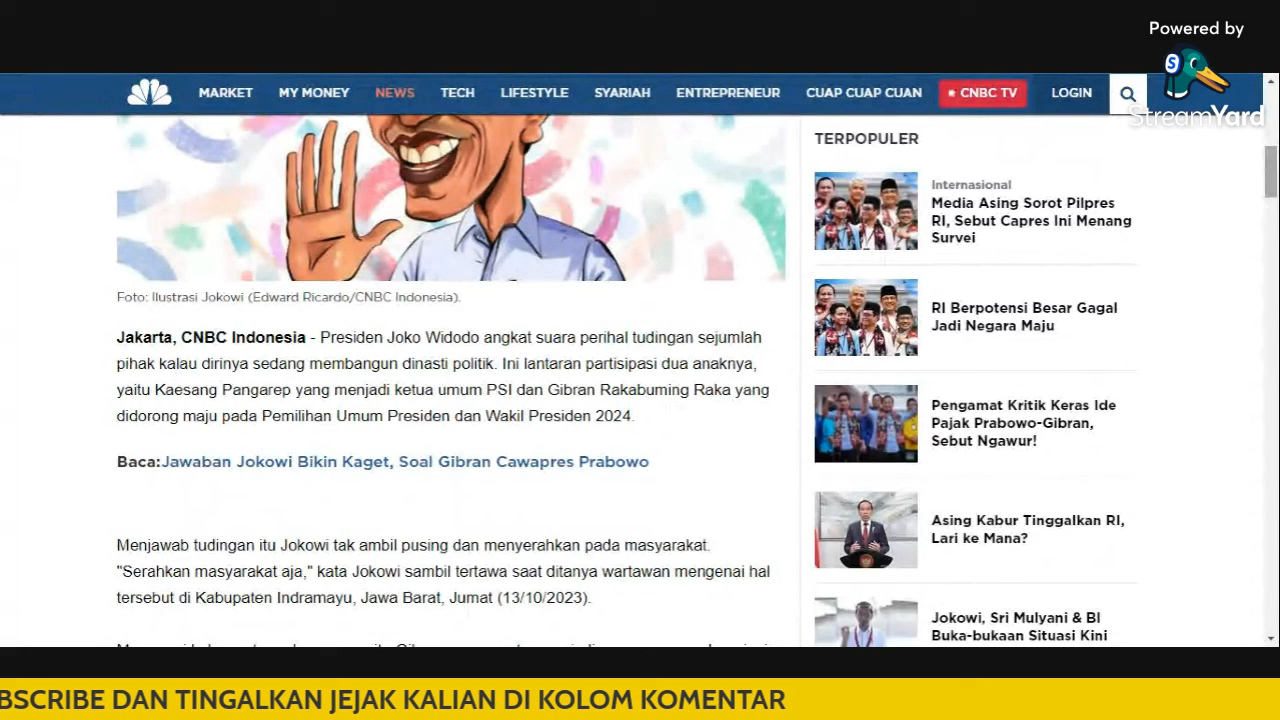 Powered by
StreamYard
MARKET MY MONEY NEWS TECH LIFESTYLE SYARIAH ENTREPRENEUR CUAP CUAP CUAN CNBC TV LOGIN
Foto: Ilustrasi Jokowi (Edward Ricardo/CNBC Indonesia).
Jakarta, CNBC Indonesia - Presiden Joko Widodo angkat suara perihal tudingan sejumlah
pihak kalau dirinya sedang membangun dinasti politik. Ini lantaran partisipasi dua anaknya,
yaitu Kaesang Pangarep yang menjadi ketua umum PSI dan Gibran Rakabuming Raka yang
didorong maju pada Pemilihan Umum Presiden dan Wakil Presiden 2024.
Baca:Jawaban Jokowi Bikin Kaget, Soal Gibran Cawapres Prabowo
Menjawab tudingan itu Jokowi tak ambil pusing dan menyerahkan pada masyarakat.
"Serahkan masyarakat aja," kata Jokowi sambil tertawa saat ditanya wartawan mengenai hal
tersebut di Kabupaten Indramayu, Jawa Barat, Jumat (13/10/2023).
TERPOPULER
Internasional
Media Asing Sorot Pilpres
RI, Sebut Capres Ini Menang
Survei
RI Berpotensi Besar Gagal
Jadi Negara Maju
Pengamat Kritik Keras Ide
Pajak Prabowo-Gibran,
Sebut Ngawur!
Asing Kabur Tinggalkan RI,
Lari ke Mana?
Jokowi, Sri Mulyani & BI
Buka-bukaan Situasi Kini
BSCRIBE DAN TINGALKAN JEJAK KALIAN DI KOLOM KOMENTAR